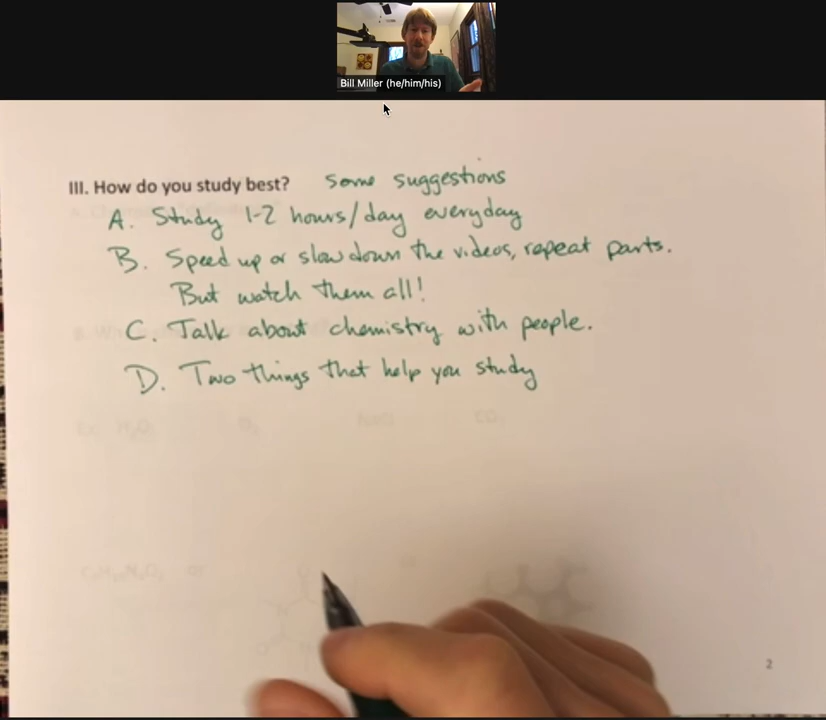 Bill Miller (he/him/his)
III. How do you study best? some suggestions
A. Study 1-2 hours/day everyday
B. Speed up or slow down the videos, repeat parts.
But watch them all!
C. Talk about chemistry with people.
D. Two things that help you study
2